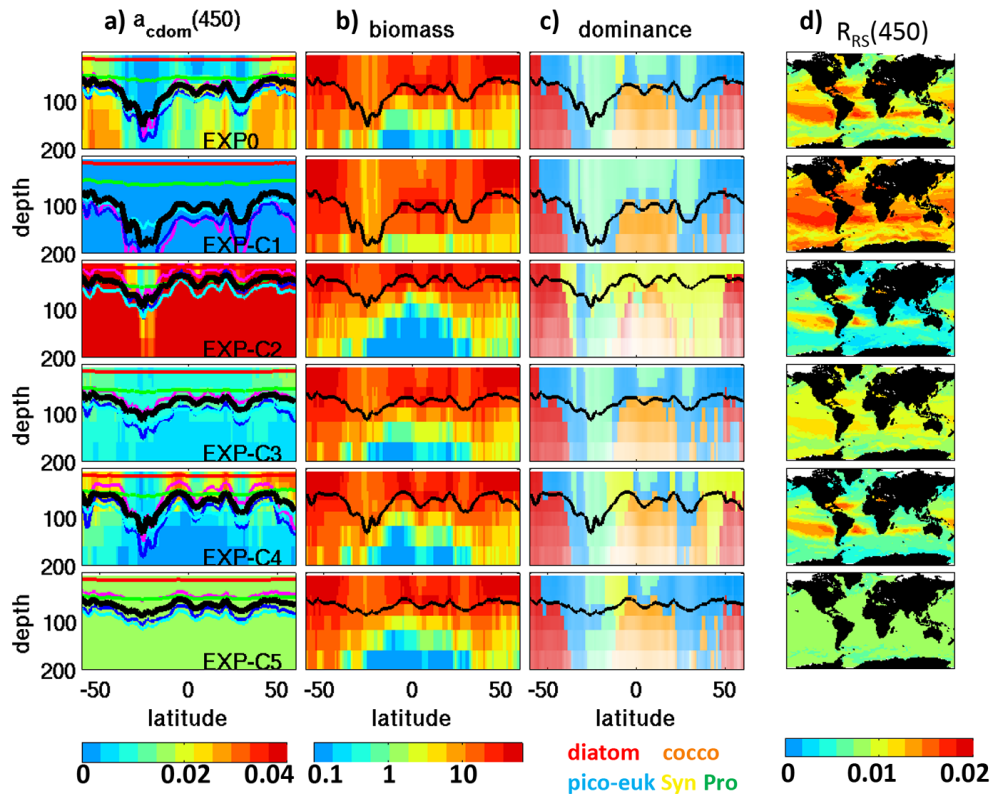 a) a_cdom(450) b) biomass c) dominance d) R_RS(450)
100
200
EXP0
depth
100
200
EXP-C1
100
200
EXP-C2
depth
100
200
EXP-C3
100
200
EXP-C4
depth
100
200
EXP-C5
-50 0 50 -50 0 50 -50 0 50
latitude latitude latitude
diatom cocco
pico-euk Syn Pro
0 0.02 0.04 0.1 1 10 0 0.01 0.02